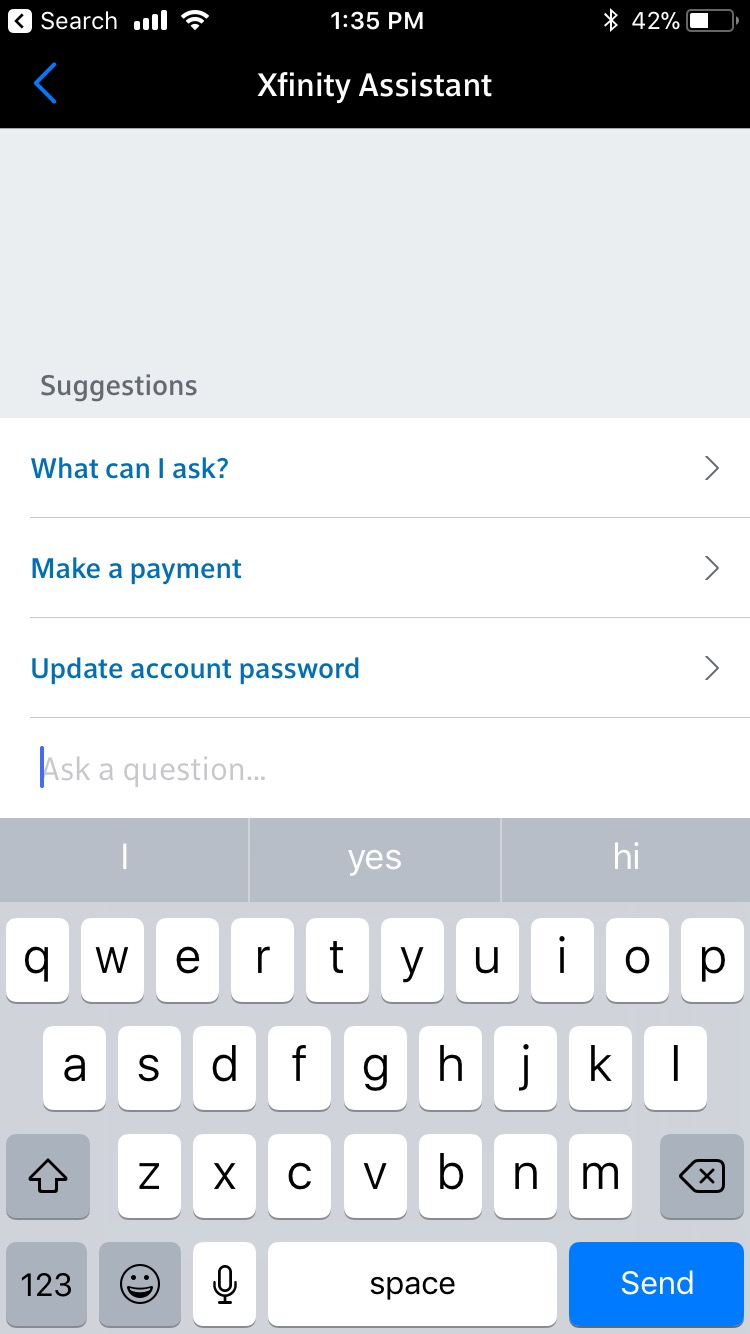 Search 1:35 PM 42%
Xfinity Assistant
Suggestions
What can I ask?
Make a payment
Update account password
Ask a question...
I yes hi
q w e r t y u i o p
a s d f g h j k l
z x c v b n m
123 space Send